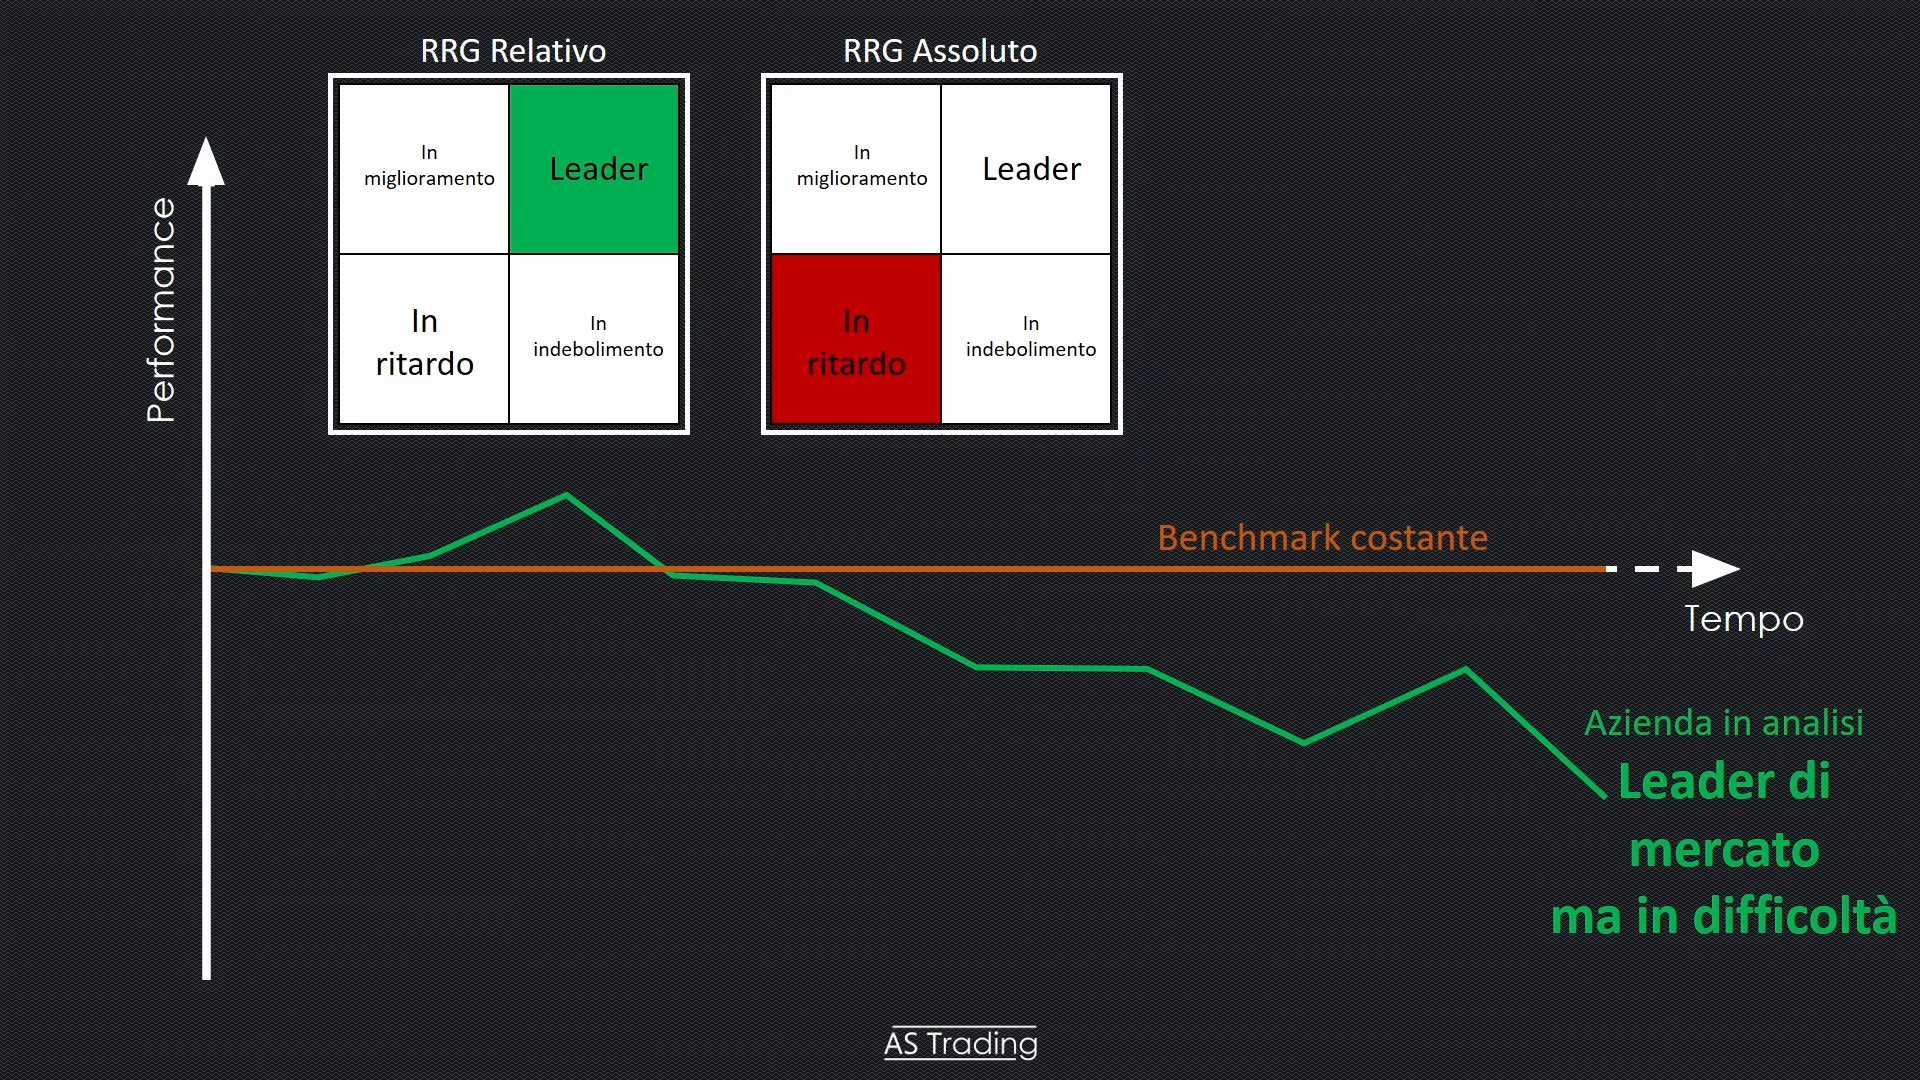 RRG Relativo
RRG Assoluto
In
miglioramento
Leader
In
miglioramento
Leader
In
ritardo
In
indebolimento
In
ritardo
In
indebolimento
Performance
Benchmark costante
Tempo
Azienda in analisi
Leader di
mercato
ma in difficoltà
AS Trading